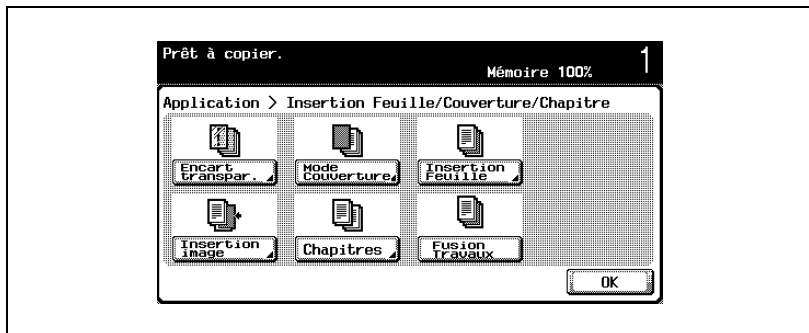 Prêt à copier.
Mémoire 100% 1
Application > Insertion Feuille/Couverture/Chapitre
Encart transpar.
Mode Couverture
Insertion Feuille
Insertion image
Chapitres
Fusion Travaux
OK